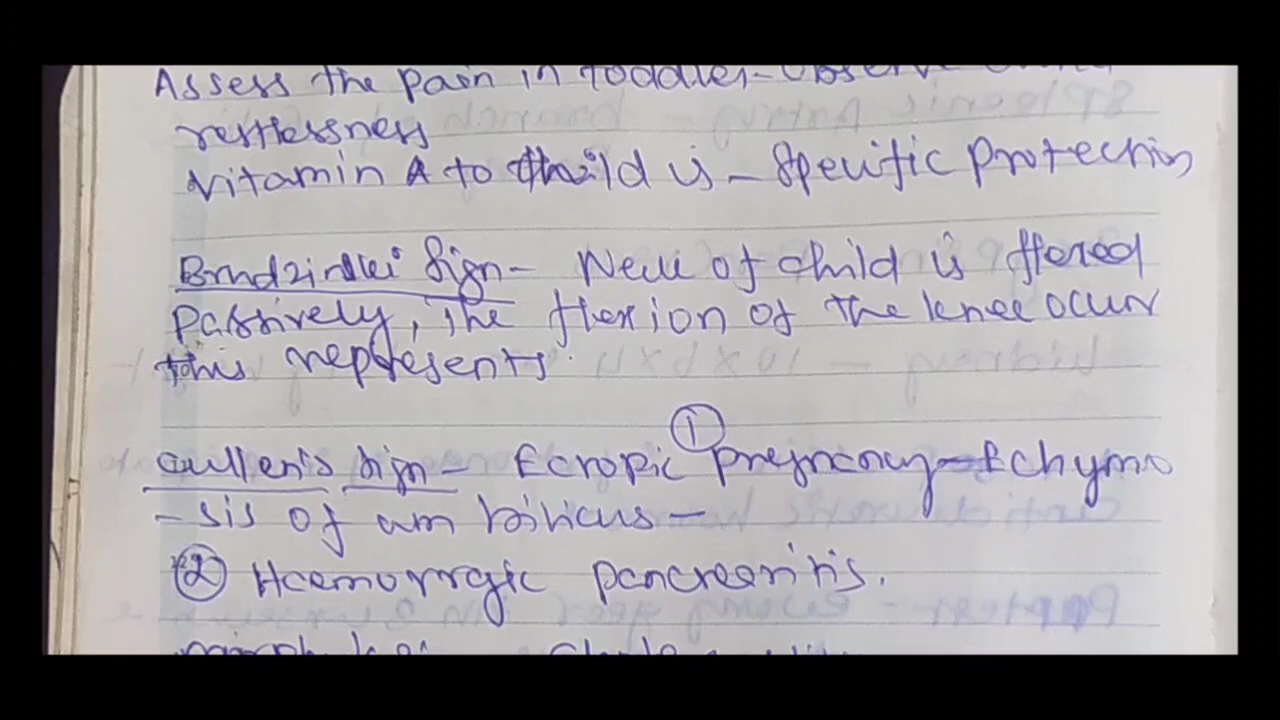 Assess the pain in toddler - Observe child
restlessness
Vitamin A to child is - Specific Protection
Brudzinski Sign - Neck of child is flexed
Passively, The flexion of the knee occur
this represents.
①
Cullen's sign - Ectopic pregnancy - Echymo
-sis of umbilicus -
② Haemorrgic pancreatitis.